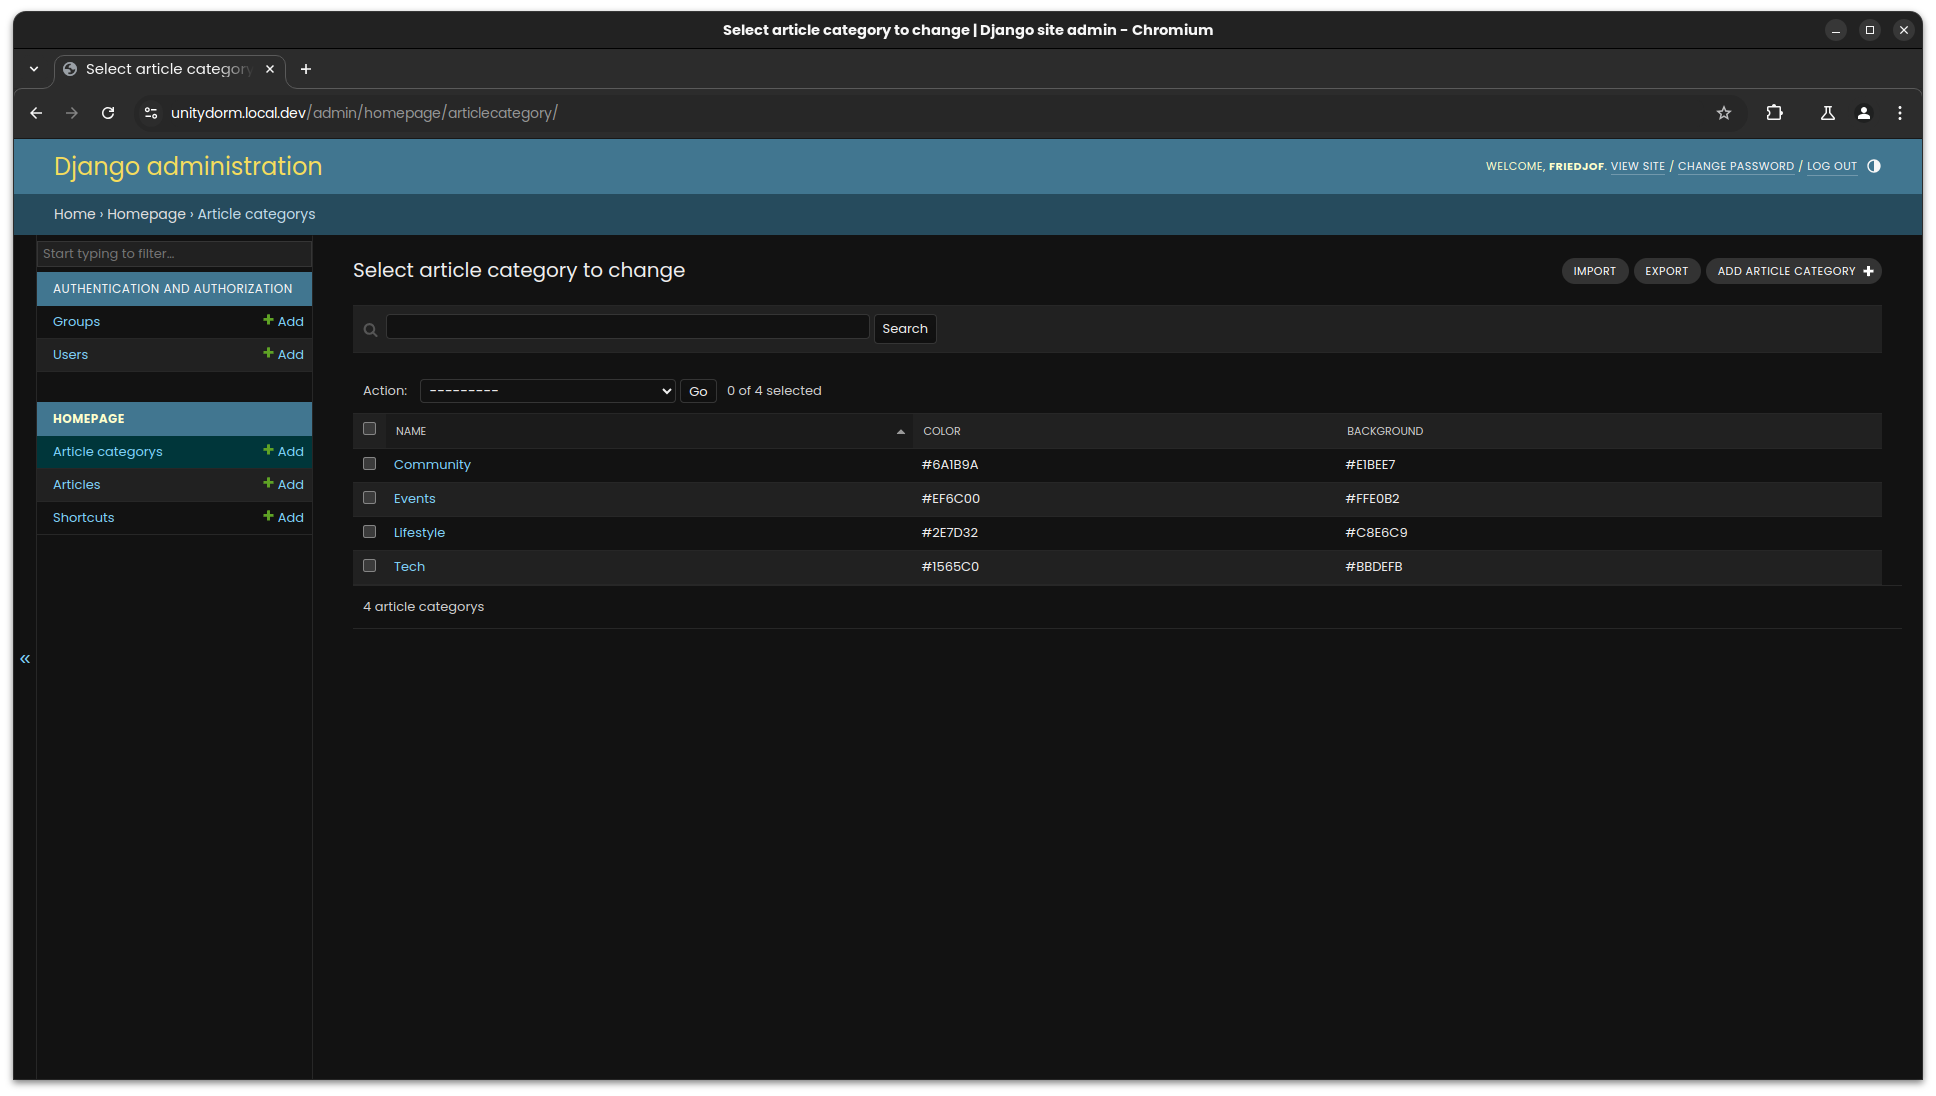 Select article category to change | Django site admin - Chromium
Select article category
unitydorm.local.dev/admin/homepage/articlecategory/
Django administration
WELCOME, FRIEDJOF. VIEW SITE / CHANGE PASSWORD / LOG OUT
Home › Homepage › Article categorys
Start typing to filter...
AUTHENTICATION AND AUTHORIZATION
Groups + Add
Users + Add
HOMEPAGE
Article categorys + Add
Articles + Add
Shortcuts + Add
«
Select article category to change
IMPORT EXPORT ADD ARTICLE CATEGORY +
Search
Action: --------- Go 0 of 4 selected
NAME COLOR BACKGROUND
Community #6A1B9A #E1BEE7
Events #EF6C00 #FFE0B2
Lifestyle #2E7D32 #C8E6C9
Tech #1565C0 #BBDEFB
4 article categorys